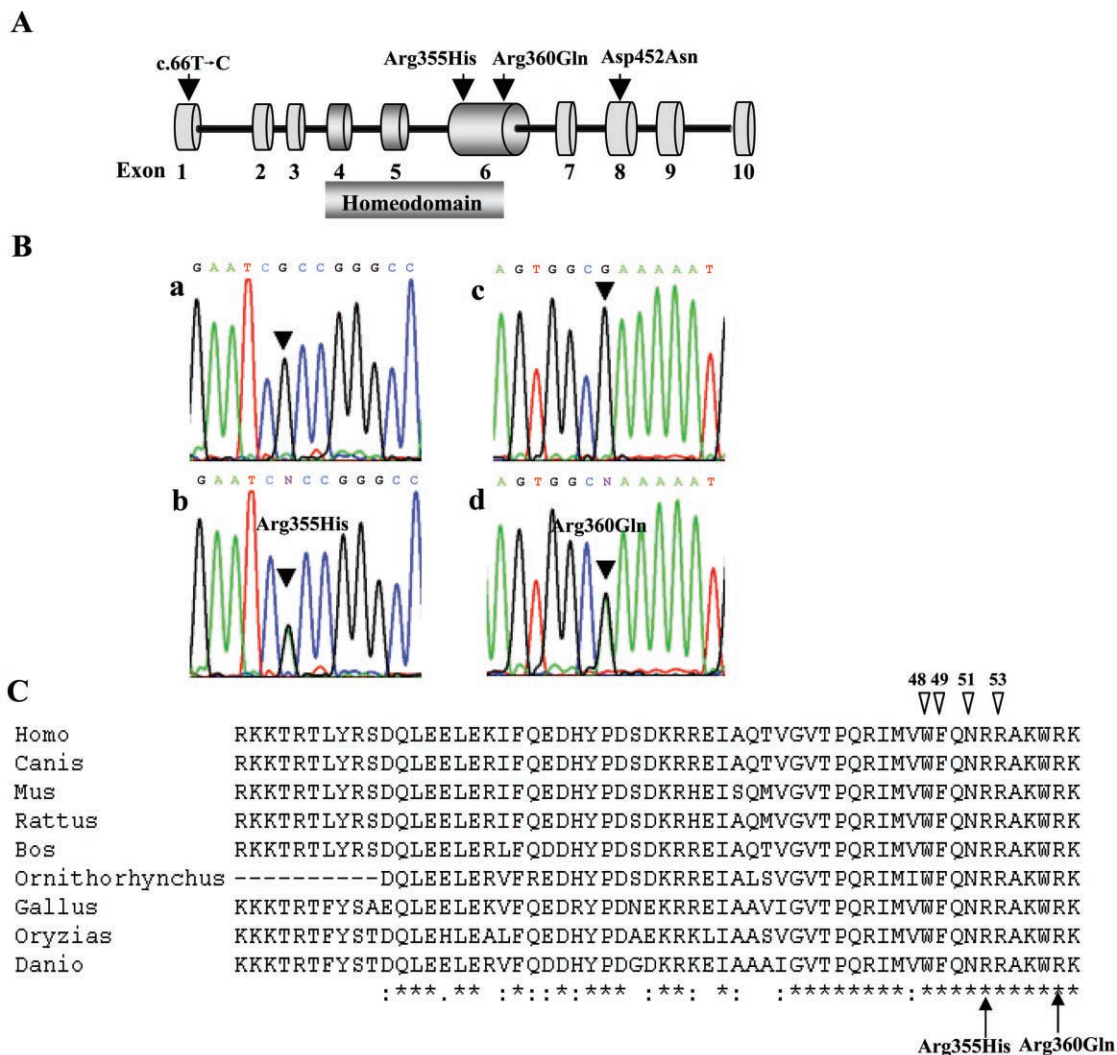 A
c.66T→C
Arg355His
Arg360Gln
Asp452Asn
Exon 1 2 3 4 5 6 7 8 9 10
Homeodomain
B
a
G A A T C G C C G G G C C
c
A G T G G C G A A A A A T
b
G A A T C N C C G G G C C
Arg355His
d
A G T G G C N A A A A A T
Arg360Gln
C
48 49 51 53
Homo RKKTRTLYRSDQLEELEKIFQEDHYPDSDKRREIAQTVGVTPQRIMVWFQNRRAKWRK
Canis RKKTRTLYRSDQLEELERIFQEDHYPDSDKRREIAQTVGVTPQRIMVWFQNRRAKWRK
Mus RKKTRTLYRSDQLEELERIFQEDHYPDSDKRHEISQMVGVTPQRIMVWFQNRRAKWRK
Rattus RKKTRTLYRSDQLEELERIFQEDHYPDSDKRHEIAQMVGVTPQRIMVWFQNRRAKWRK
Bos RKKTRTLYRSDQLEELERLFQDDHYPDSDKRREIAQTVGVTPQRIMVWFQNRRAKWRK
Ornithorhynchus ----------DQLEELERVFREDHYPDSDKRREIALSVGVTPQRIMIWFQNRRAKWRK
Gallus KKKTRTFYSAEQLEELEKVFQEDRYPDNEKRREIAAVIGVTPQRIMVWFQNRRAKWRK
Oryzias KKKTRTFYSTDQLEHLEALFQEDHYPDAEKRKLIAASVGVTPQRIMVWFQNRRAKWRK
Danio KKKTRTFYSTDQLEELERVFQDDHYPDGDKRKEIAAAIGVTPQRIMVWFQNRRAKWRK
:***.** :*::*:*** :**: *: :********:***********
Arg355His Arg360Gln